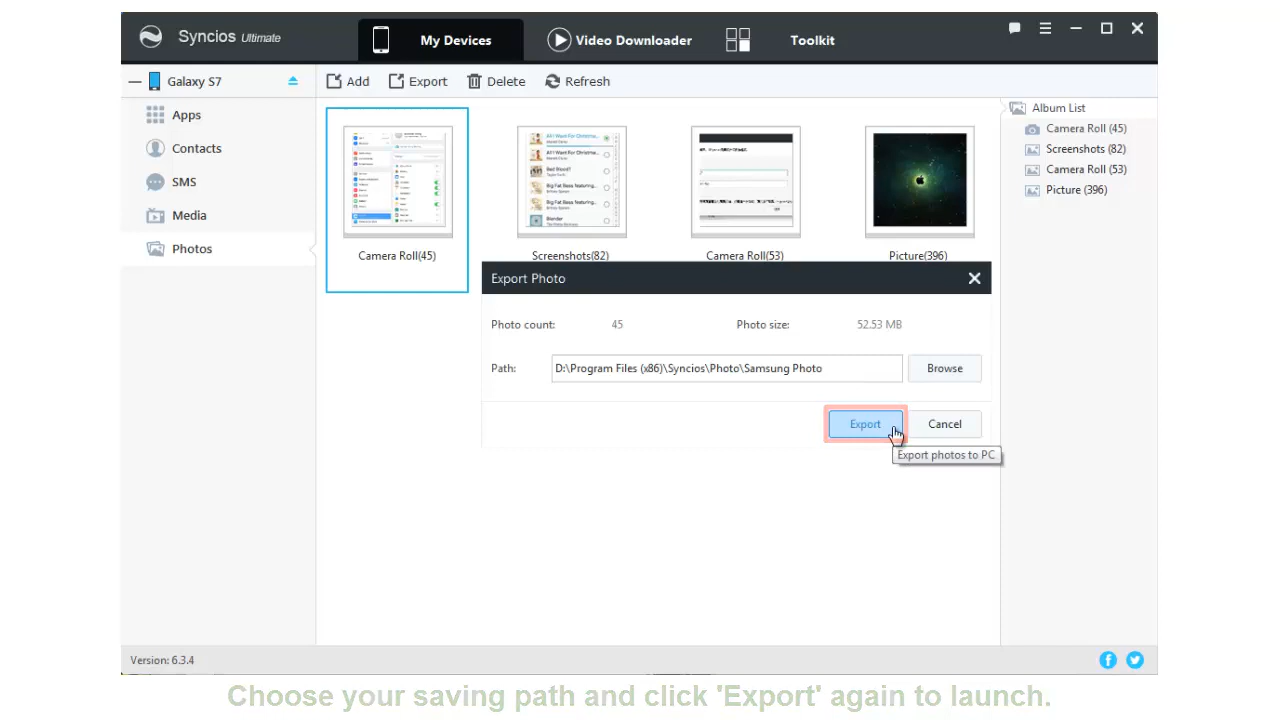 Syncios Ultimate
My Devices
Video Downloader
Toolkit
Galaxy S7
Add
Export
Delete
Refresh
Apps
Contacts
SMS
Media
Photos
Camera Roll(45)
Screenshots(82)
Camera Roll(53)
Picture(396)
Album List
Camera Roll (45)
Screenshots (82)
Camera Roll (53)
Picture (396)
Export Photo
Photo count: 45 Photo size: 52.53 MB
Path: D:\Program Files (x86)\Syncios\Photo\Samsung Photo Browse
Export Cancel
Export photos to PC
Version: 6.3.4
Choose your saving path and click 'Export' again to launch.